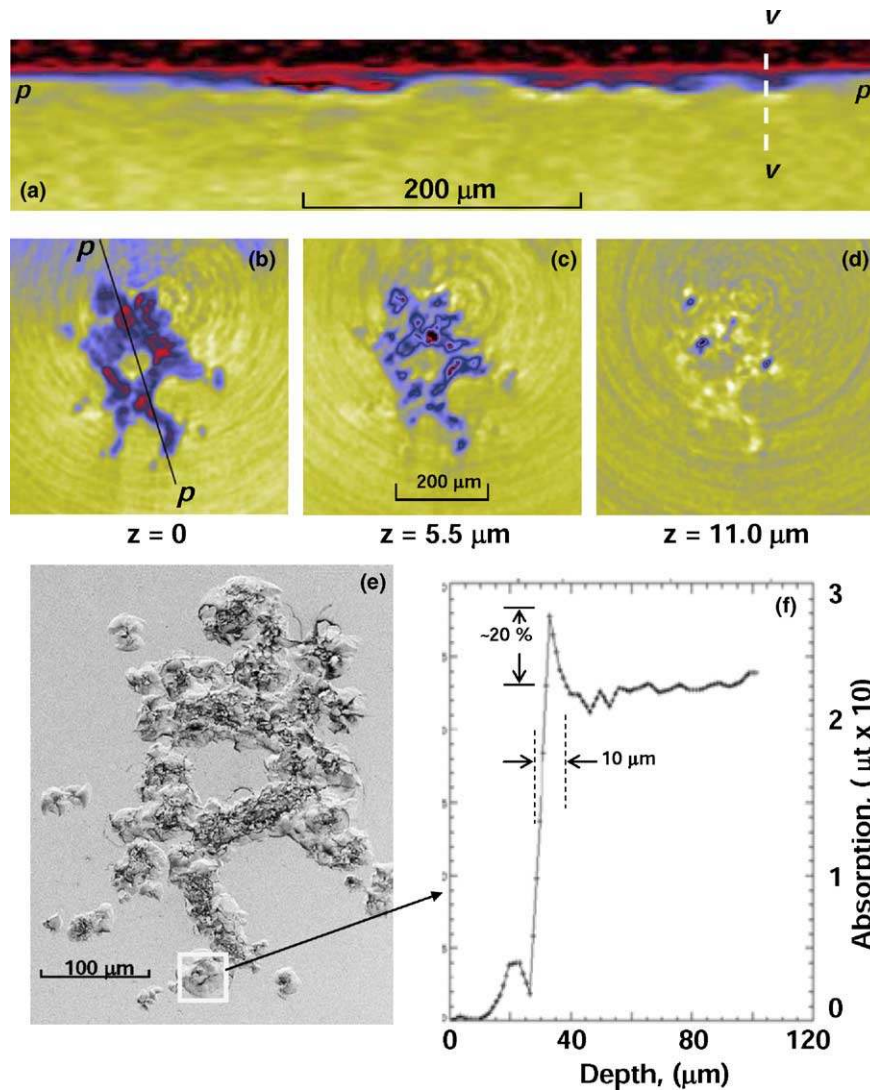 v
p p
v
(a) 200 μm
p (b) (c) (d)
p 200 μm
z = 0 z = 5.5 μm z = 11.0 μm
(e) (f)
100 μm
~20 %
10 μm
3
2
1
0
Absorption, ( μt x 10)
0 40 80 120
Depth, (μm)